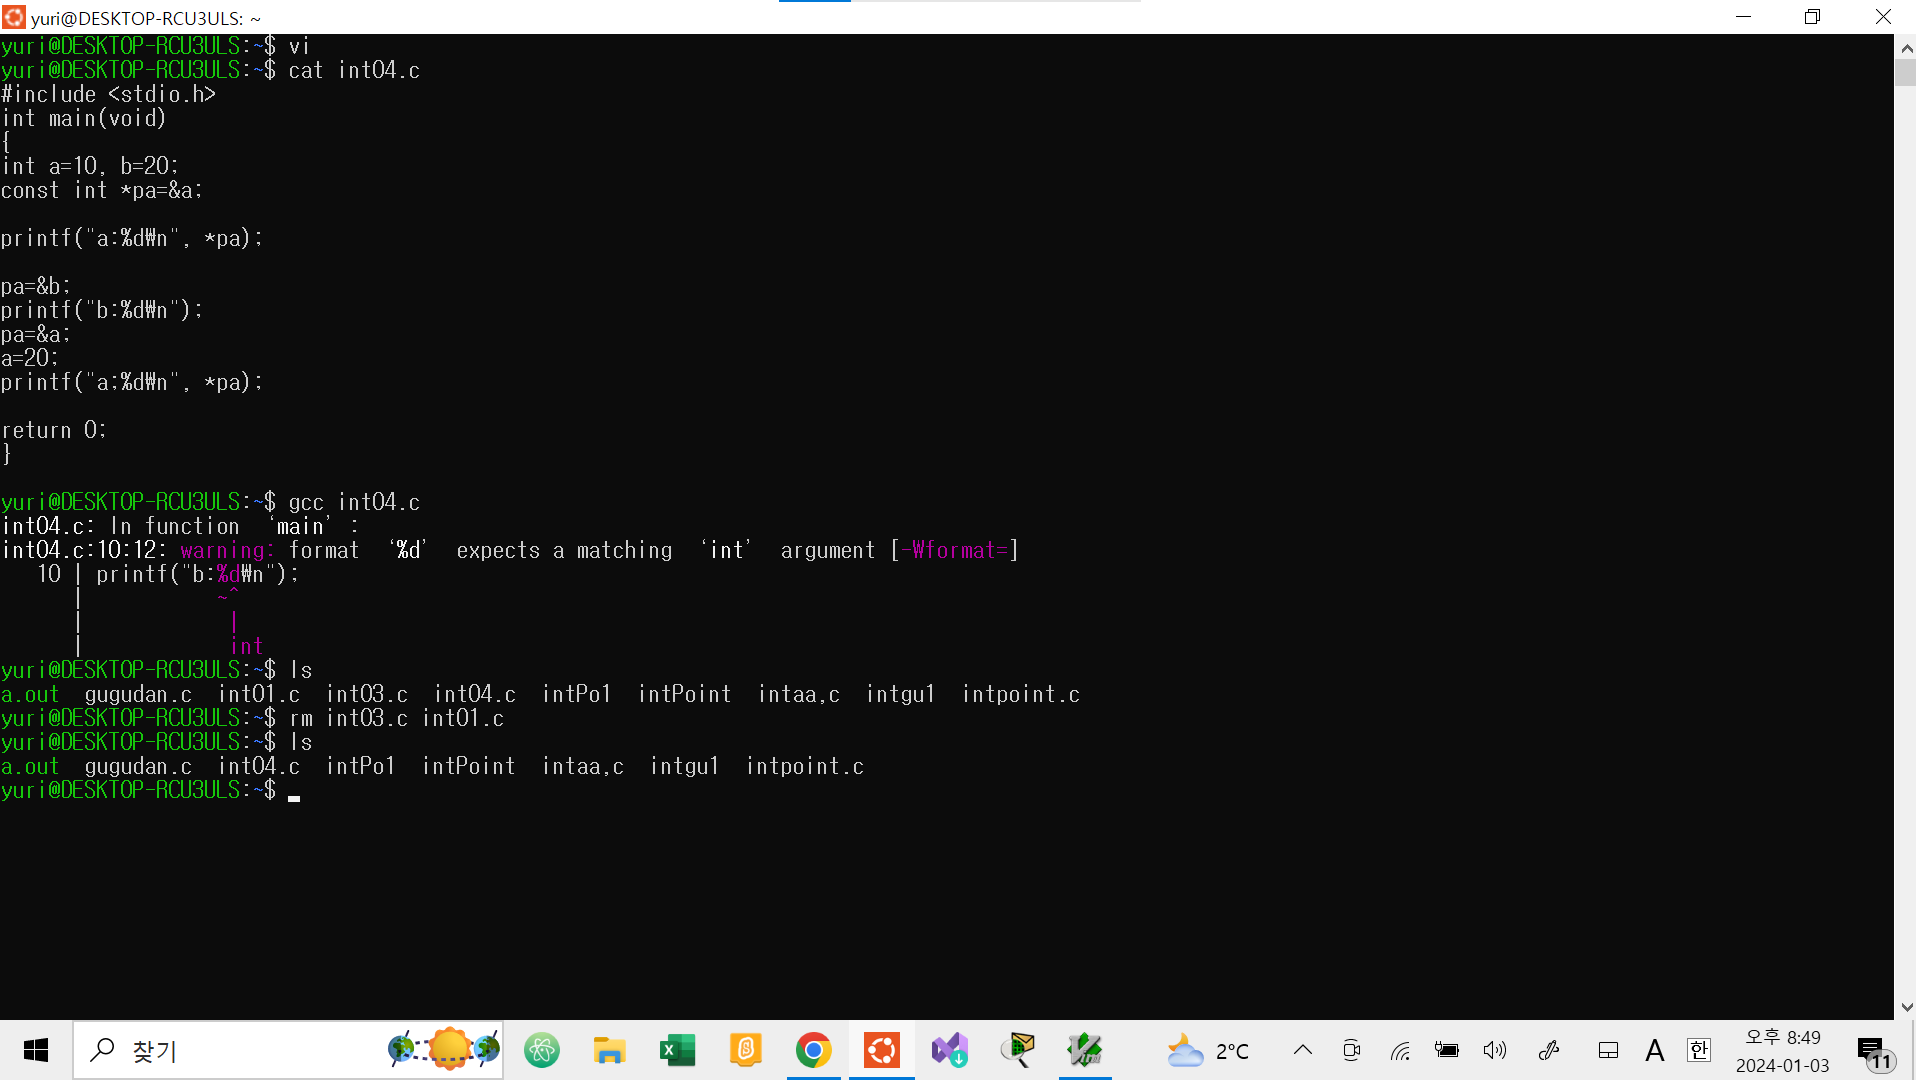 yuri@DESKTOP-RCU3ULS: ~
yuri@DESKTOP-RCU3ULS:~$ vi
yuri@DESKTOP-RCU3ULS:~$ cat int04.c
#include <stdio.h>
int main(void)
{
int a=10, b=20;
const int *pa=&a;
printf("a:%d₩n", *pa);
pa=&b;
printf("b:%d₩n");
pa=&a;
a=20;
printf("a;%d₩n", *pa);
return 0;
}
yuri@DESKTOP-RCU3ULS:~$ gcc int04.c
int04.c: In function ‘main’ :
int04.c:10:12: warning: format ‘%d’ expects a matching ‘int’ argument [-Wformat=]
10 | printf("b:%d₩n");
| ~^
| |
| int
yuri@DESKTOP-RCU3ULS:~$ ls
a.out gugudan.c int01.c int03.c int04.c intPo1 intPoint intaa,c intgu1 intpoint.c
yuri@DESKTOP-RCU3ULS:~$ rm int03.c int01.c
yuri@DESKTOP-RCU3ULS:~$ ls
a.out gugudan.c int04.c intPo1 intPoint intaa,c intgu1 intpoint.c
yuri@DESKTOP-RCU3ULS:~$
찾기
2°C
A
한
오후 8:49
2024-01-03
11